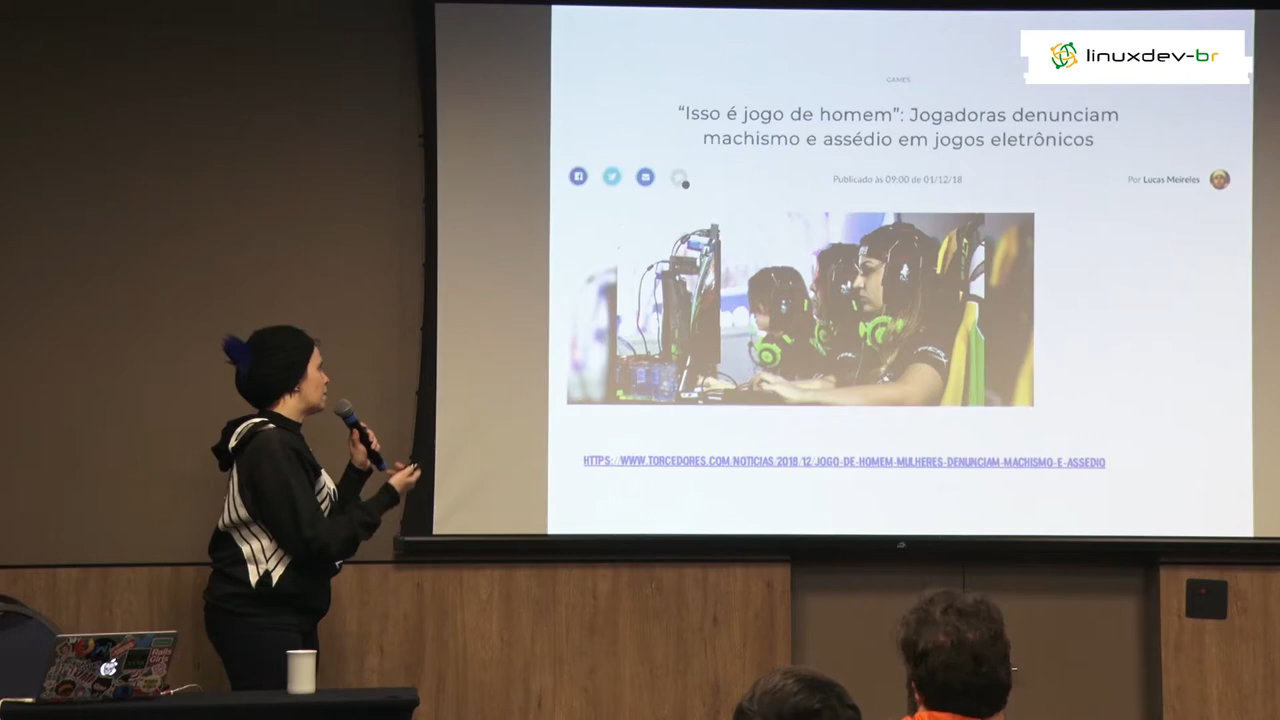 linuxdev-br
GAMES
“Isso é jogo de homem”: Jogadoras denunciam
machismo e assédio em jogos eletrônicos
Publicado às 09:00 de 01/12/18
Por Lucas Meireles
HTTPS://WWW.TORCEDORES.COM/NOTICIAS/2018/12/JOGO-DE-HOMEM-MULHERES-DENUNCIAM-MACHISMO-E-ASSEDIO
Rails
Girls